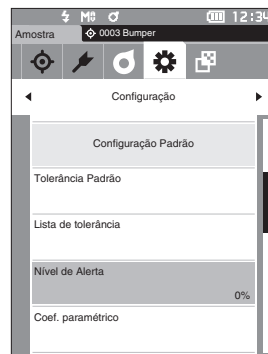 M 12:34
Amostra 0003 Bumper
Configuração
Configuração Padrão
Tolerância Padrão
Lista de tolerância
Nível de Alerta
0%
Coef. paramétrico